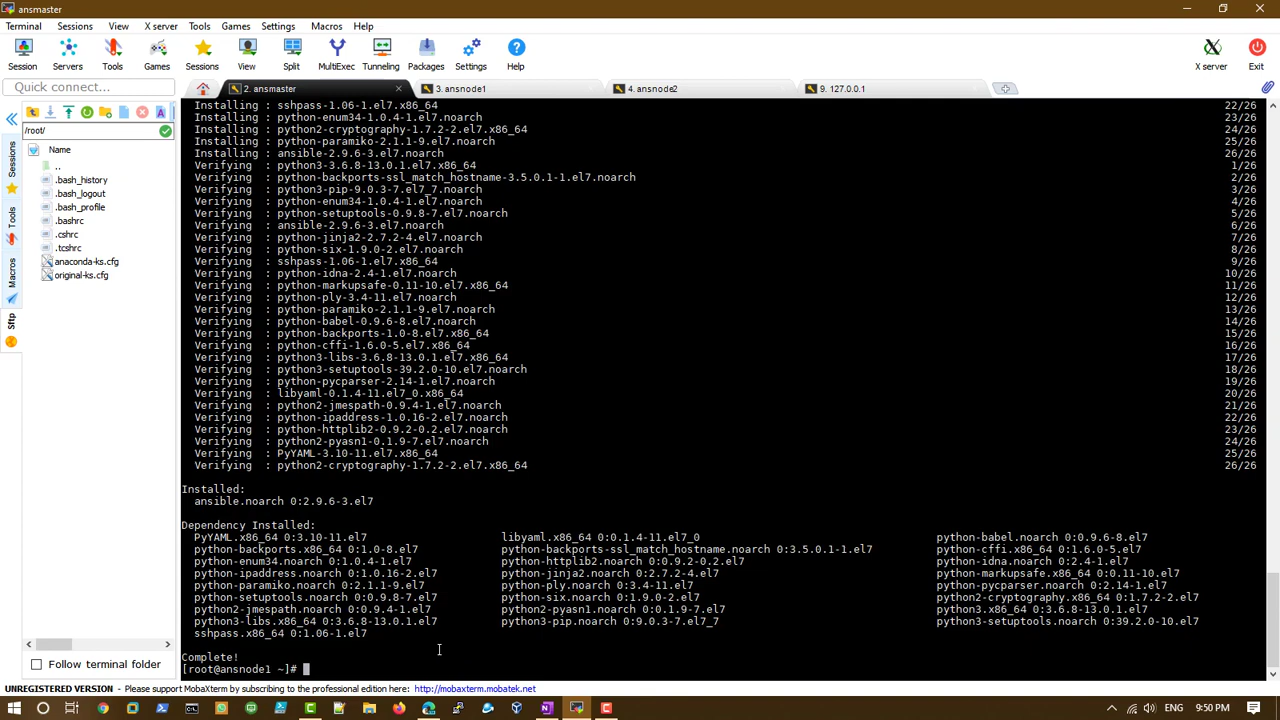 ansmaster
Terminal Sessions View X server Tools Games Settings Macros Help
Session Servers Tools Games Sessions View Split MultiExec Tunneling Packages Settings Help X server Exit
Quick connect...
2. ansmaster 3. ansnode1 4. ansnode2 9. 127.0.0.1
/root/
Name
..
.bash_history
.bash_logout
.bash_profile
.bashrc
.cshrc
.tcshrc
anaconda-ks.cfg
original-ks.cfg
Sessions
Tools
Macros
Sftp
Follow terminal folder
Installing : sshpass-1.06-1.el7.x86_64 22/26
Installing : python-enum34-1.0.4-1.el7.noarch 23/26
Installing : python2-cryptography-1.7.2-2.el7.x86_64 24/26
Installing : python-paramiko-2.1.1-9.el7.noarch 25/26
Installing : ansible-2.9.6-3.el7.noarch 26/26
Verifying : python3-3.6.8-13.0.1.el7.x86_64 1/26
Verifying : python-backports-ssl_match_hostname-3.5.0.1-1.el7.noarch 2/26
Verifying : python3-pip-9.0.3-7.el7_7.noarch 3/26
Verifying : python-enum34-1.0.4-1.el7.noarch 4/26
Verifying : python-setuptools-0.9.8-7.el7.noarch 5/26
Verifying : ansible-2.9.6-3.el7.noarch 6/26
Verifying : python-jinja2-2.7.2-4.el7.noarch 7/26
Verifying : python-six-1.9.0-2.el7.noarch 8/26
Verifying : sshpass-1.06-1.el7.x86_64 9/26
Verifying : python-idna-2.4-1.el7.noarch 10/26
Verifying : python-markupsafe-0.11-10.el7.x86_64 11/26
Verifying : python-ply-3.4-11.el7.noarch 12/26
Verifying : python-paramiko-2.1.1-9.el7.noarch 13/26
Verifying : python-babel-0.9.6-8.el7.noarch 14/26
Verifying : python-backports-1.0-8.el7.x86_64 15/26
Verifying : python-cffi-1.6.0-5.el7.x86_64 16/26
Verifying : python3-libs-3.6.8-13.0.1.el7.x86_64 17/26
Verifying : python3-setuptools-39.2.0-10.el7.noarch 18/26
Verifying : python-pycparser-2.14-1.el7.noarch 19/26
Verifying : libyaml-0.1.4-11.el7_0.x86_64 20/26
Verifying : python2-jmespath-0.9.4-1.el7.noarch 21/26
Verifying : python-ipaddress-1.0.16-2.el7.noarch 22/26
Verifying : python-httplib2-0.9.2-0.2.el7.noarch 23/26
Verifying : python2-pyasn1-0.1.9-7.el7.noarch 24/26
Verifying : PyYAML-3.10-11.el7.x86_64 25/26
Verifying : python2-cryptography-1.7.2-2.el7.x86_64 26/26
Installed:
ansible.noarch 0:2.9.6-3.el7
Dependency Installed:
PyYAML.x86_64 0:3.10-11.el7 libyaml.x86_64 0:0.1.4-11.el7_0 python-babel.noarch 0:0.9.6-8.el7
python-backports.x86_64 0:1.0-8.el7 python-backports-ssl_match_hostname.noarch 0:3.5.0.1-1.el7 python-cffi.x86_64 0:1.6.0-5.el7
python-enum34.noarch 0:1.0.4-1.el7 python-httplib2.noarch 0:0.9.2-0.2.el7 python-idna.noarch 0:2.4-1.el7
python-ipaddress.noarch 0:1.0.16-2.el7 python-jinja2.noarch 0:2.7.2-4.el7 python-markupsafe.x86_64 0:0.11-10.el7
python-paramiko.noarch 0:2.1.1-9.el7 python-ply.noarch 0:3.4-11.el7 python-pycparser.noarch 0:2.14-1.el7
python-setuptools.noarch 0:0.9.8-7.el7 python-six.noarch 0:1.9.0-2.el7 python2-cryptography.x86_64 0:1.7.2-2.el7
python2-jmespath.noarch 0:0.9.4-1.el7 python2-pyasn1.noarch 0:0.1.9-7.el7 python3.x86_64 0:3.6.8-13.0.1.el7
python3-libs.x86_64 0:3.6.8-13.0.1.el7 python3-pip.noarch 0:9.0.3-7.el7_7 python3-setuptools.noarch 0:39.2.0-10.el7
sshpass.x86_64 0:1.06-1.el7
Complete!
[root@ansnode1 ~]#
UNREGISTERED VERSION - Please support MobaXterm by subscribing to the professional edition here: http://mobaxterm.mobatek.net
9:50 PM